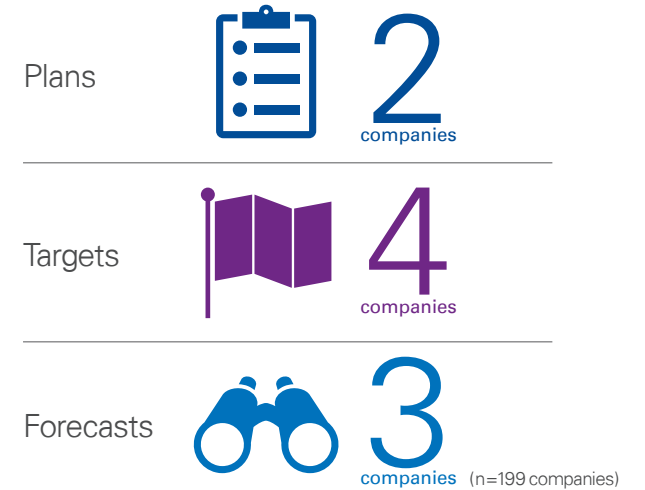 Plans
2
companies
Targets
4
companies
Forecasts
3
companies (n=199 companies)